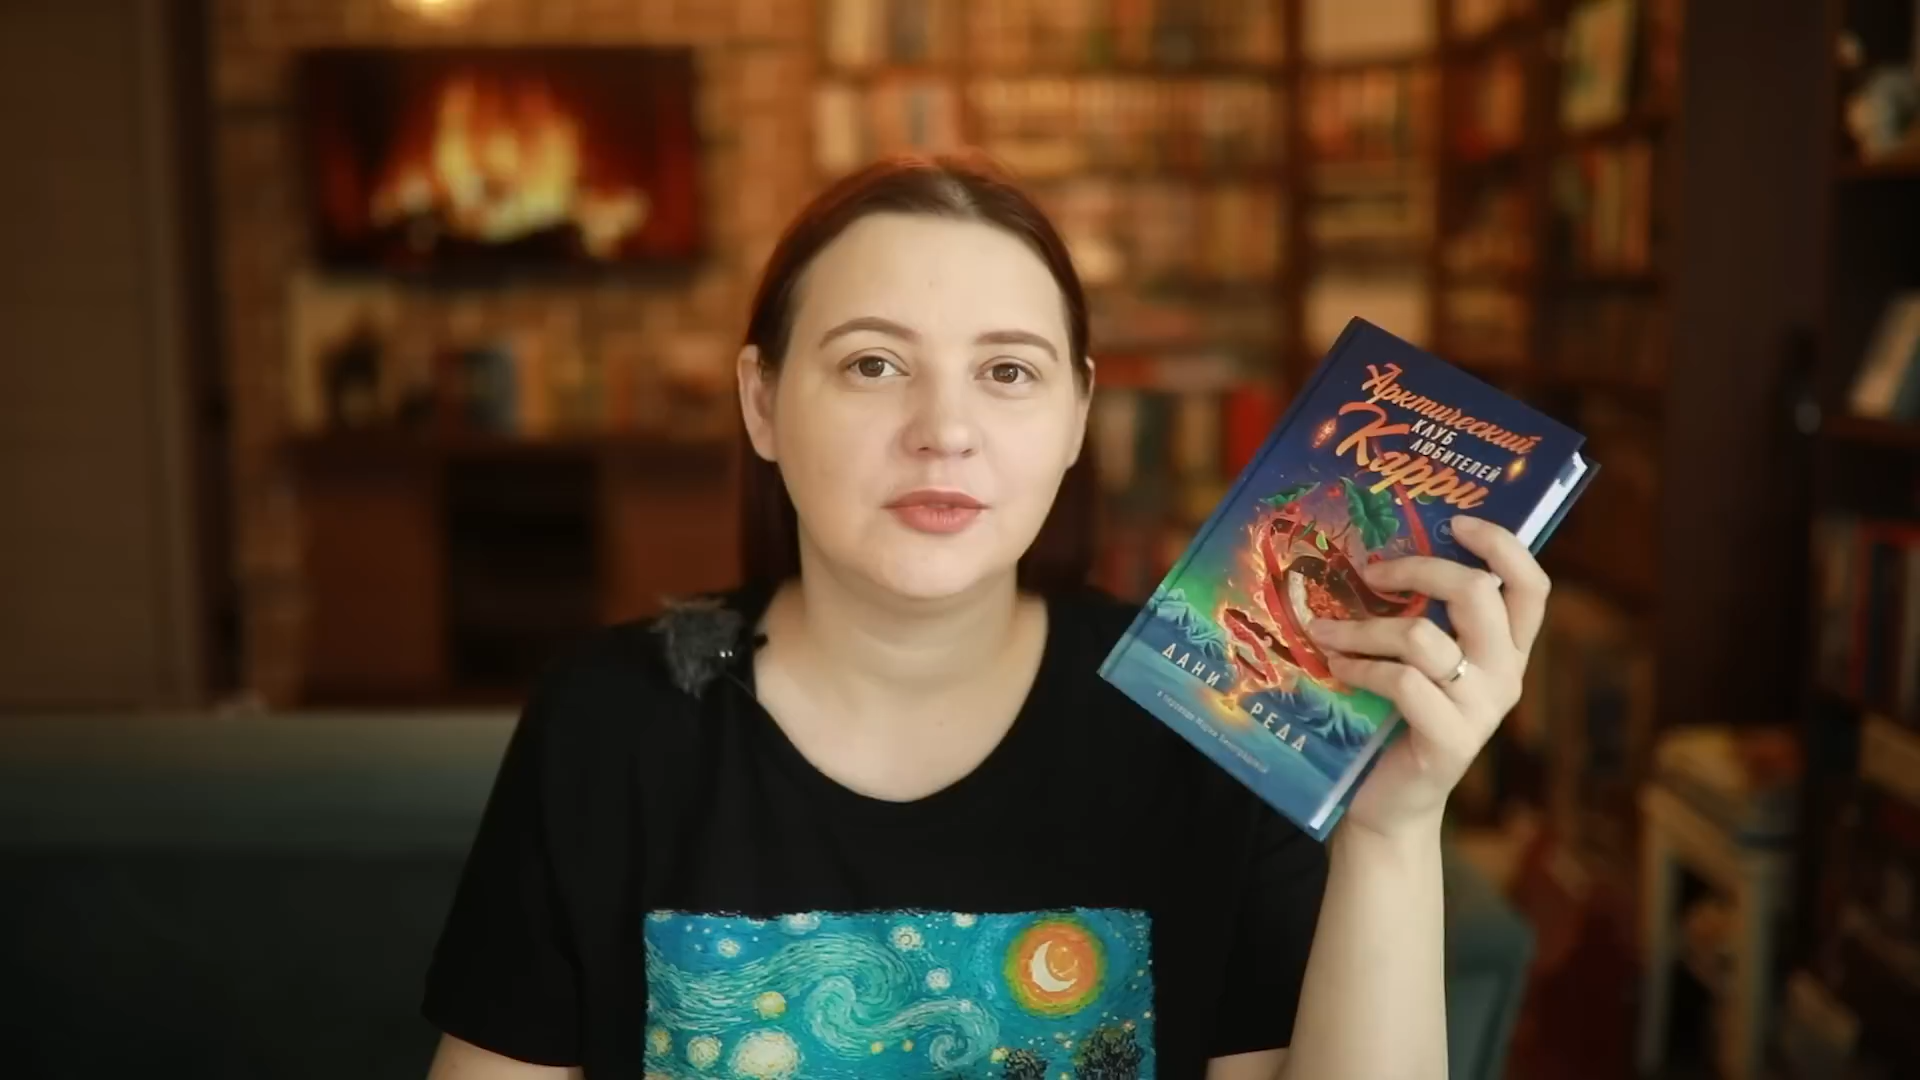 Арктический
КЛУБ
ЛЮБИТЕЛЕЙ
Карри
ДАНИ РЕДА